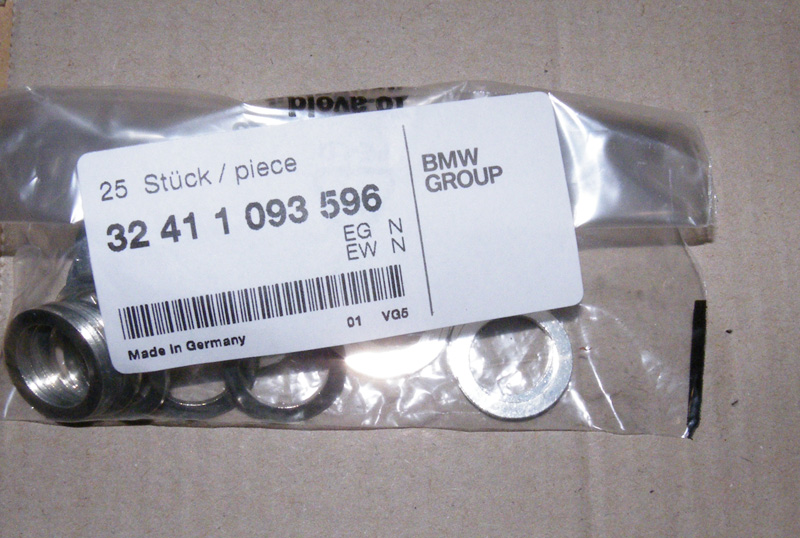 25 Stück / piece
32 41 1 093 596
EG N
EW N
01 VG5
Made in Germany
BMW
GROUP